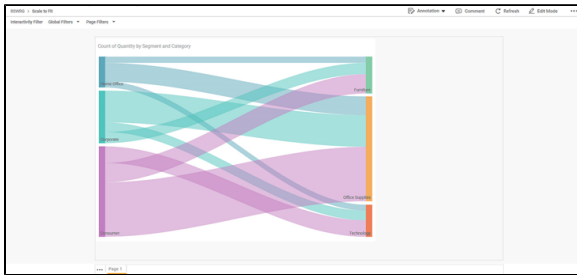 Scale to Fit
Annotation
Comment
Refresh
Edit Mode
Interactivity Filter
Global Filters
Page Filters
Count of Quantity by Segment and Category
Home Office
Furniture
Corporate
Office Supplies
Consumer
Technology
Page 1